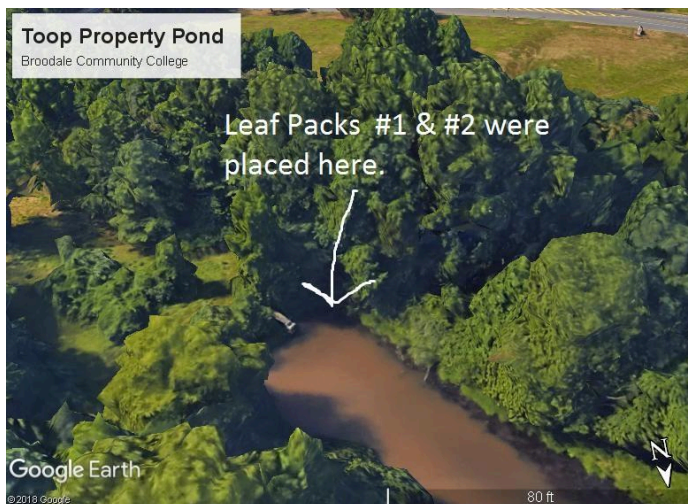 Toop Property Pond
Broodale Community College
Leaf Packs #1 & #2 were
placed here.
N
Google Earth
© 2018 Google
80 ft